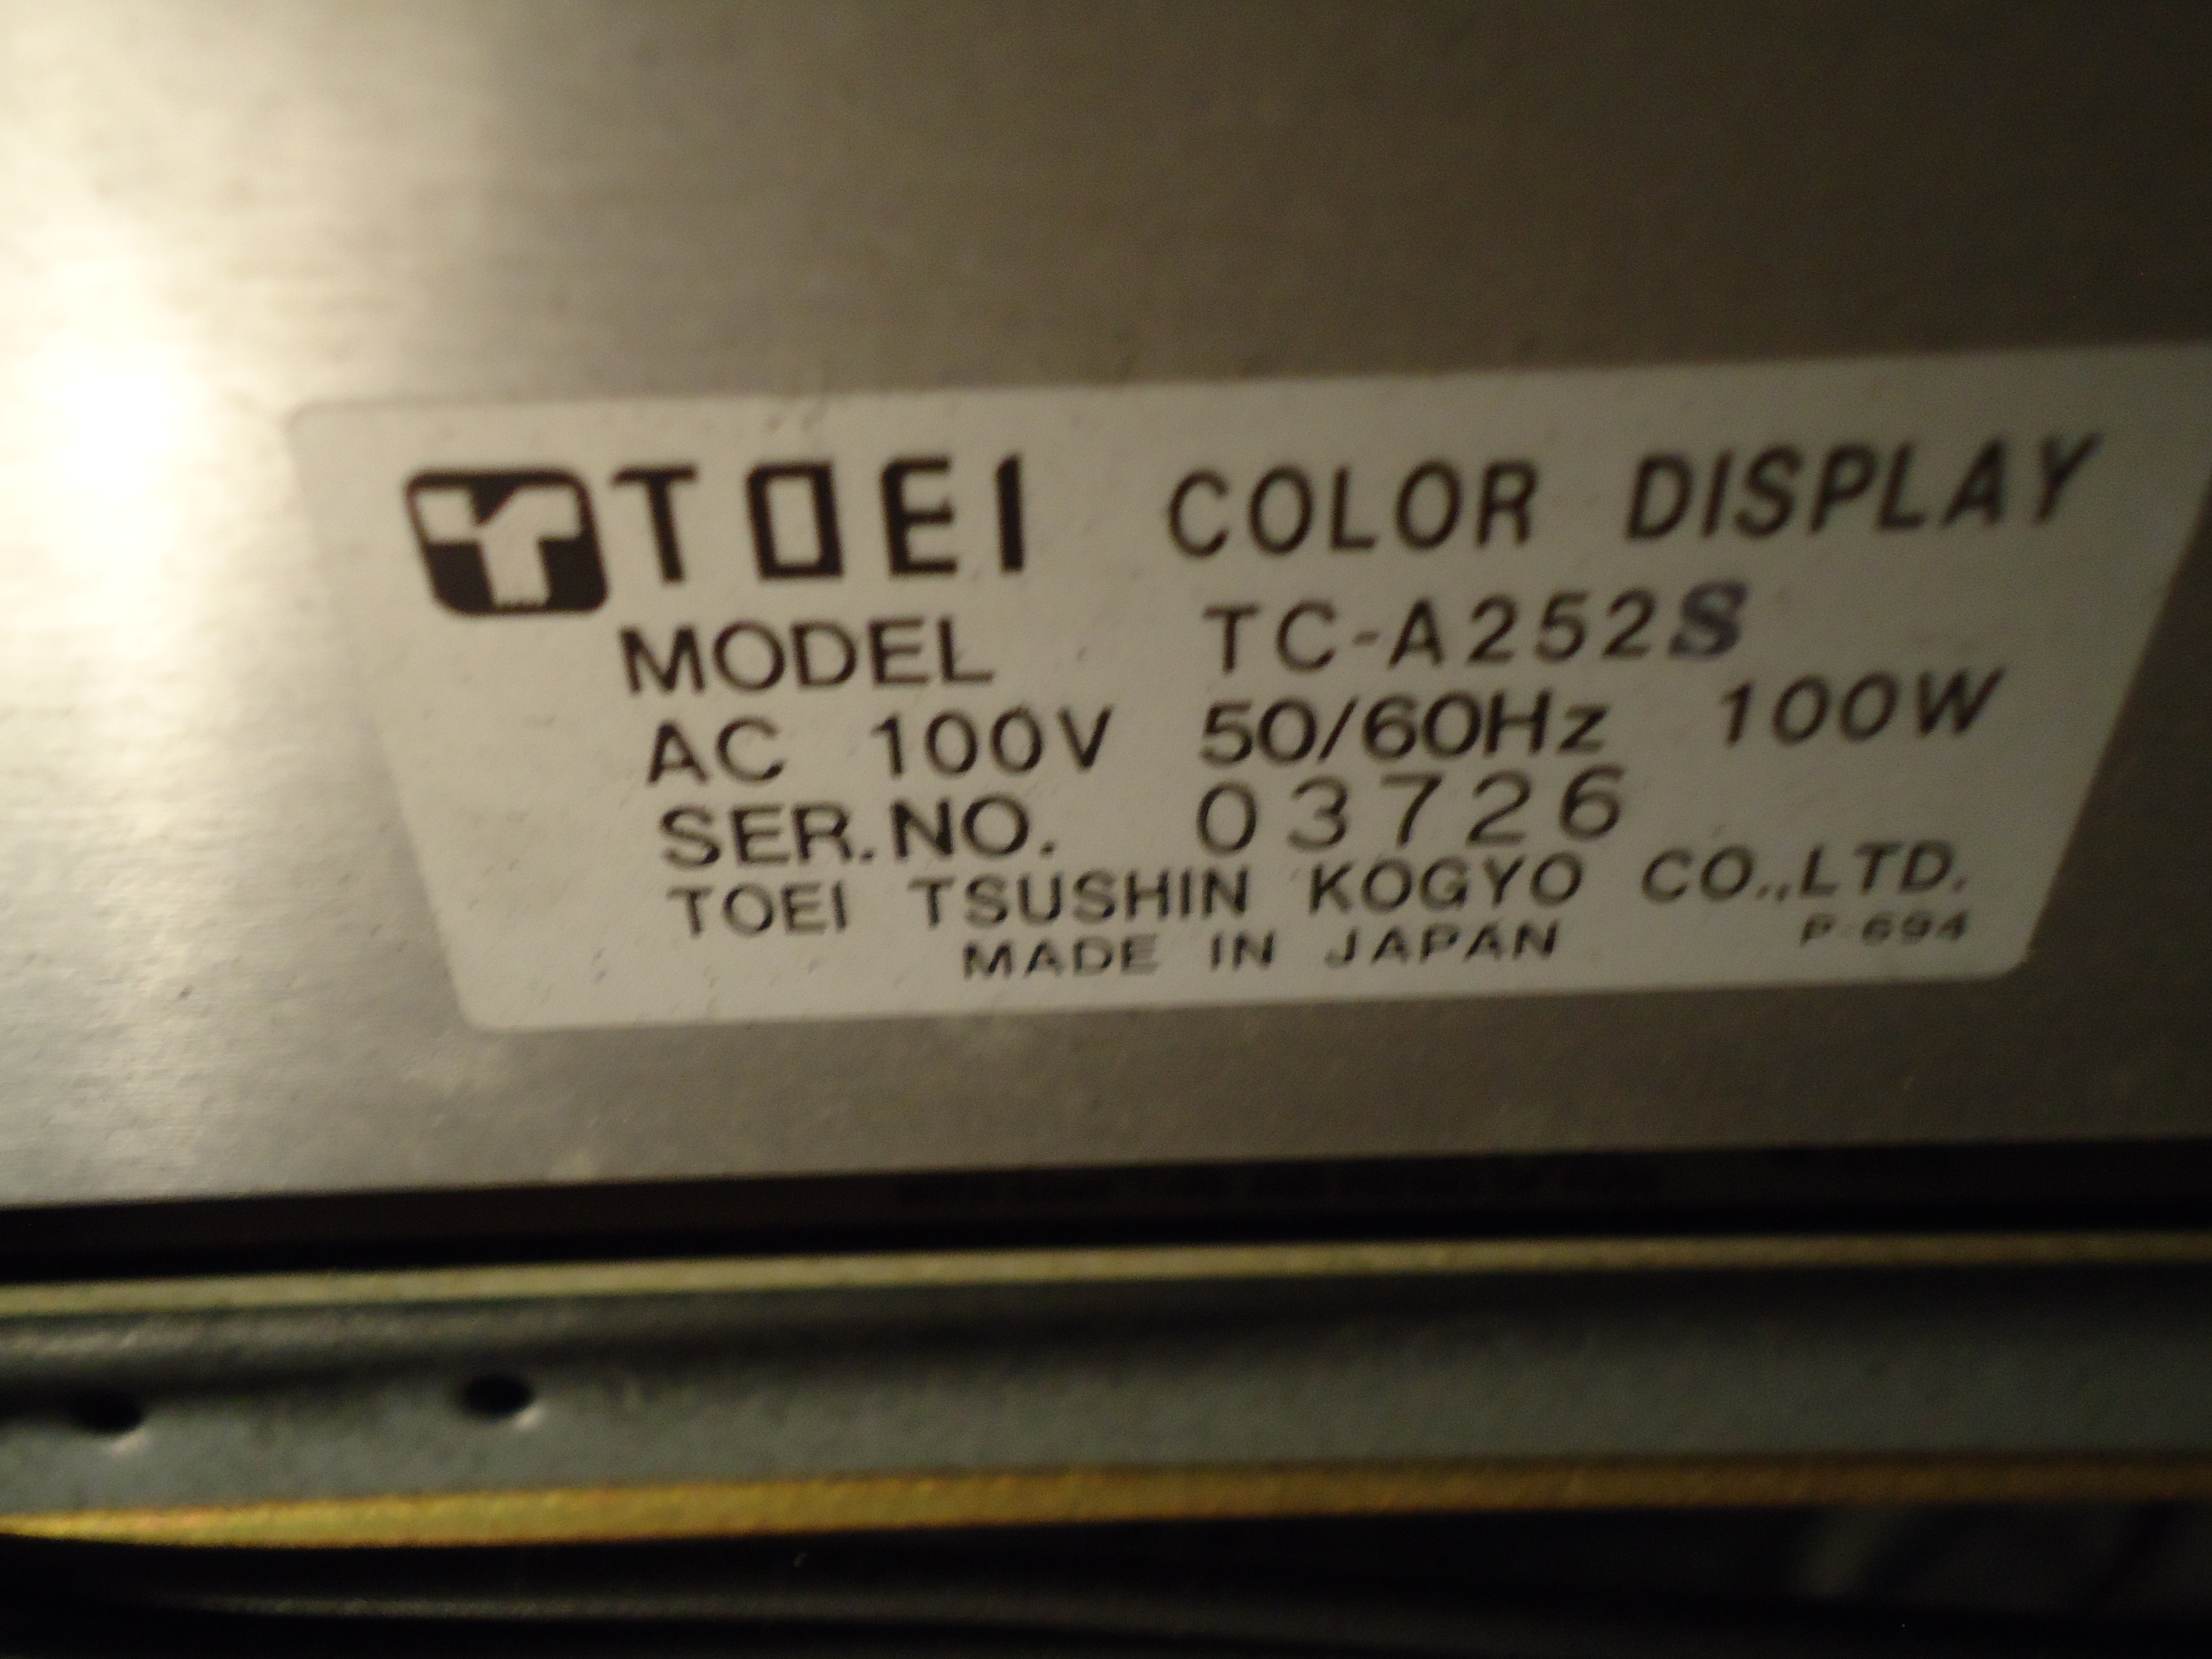 TOEI COLOR DISPLAY
MODEL TC-A252S
AC 100V 50/60Hz 100W
SER.NO. 03726
TOEI TSUSHIN KOGYO CO.,LTD.
MADE IN JAPAN P-694